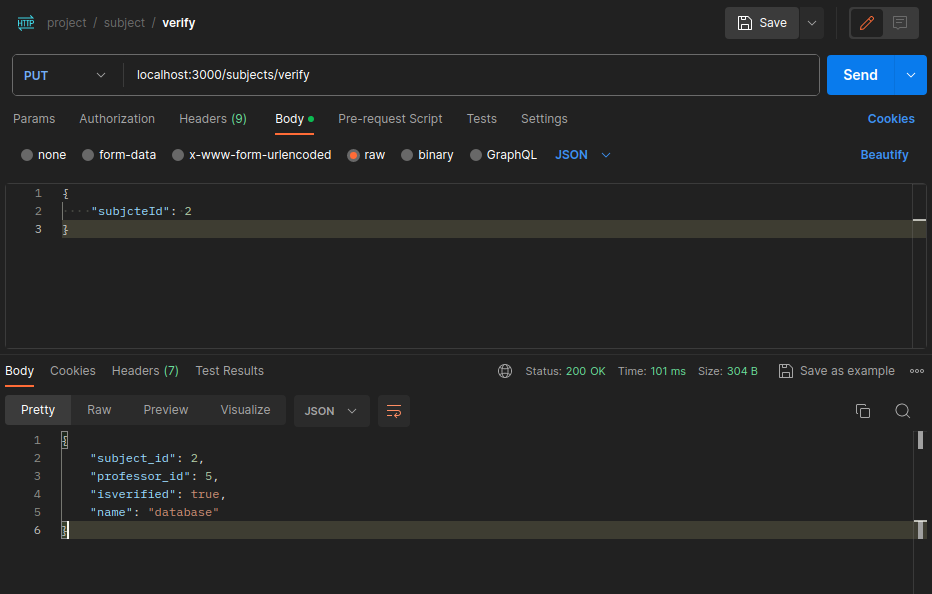 HTTP project / subject / verify Save
PUT localhost:3000/subjects/verify Send
Params Authorization Headers (9) Body Pre-request Script Tests Settings Cookies
none form-data x-www-form-urlencoded raw binary GraphQL JSON Beautify
1 {
2 ····"subjcteId":·2
3 }
Body Cookies Headers (7) Test Results Status: 200 OK Time: 101 ms Size: 304 B Save as example
Pretty Raw Preview Visualize JSON
1 {
2 "subject_id": 2,
3 "professor_id": 5,
4 "isverified": true,
5 "name": "database"
6 }